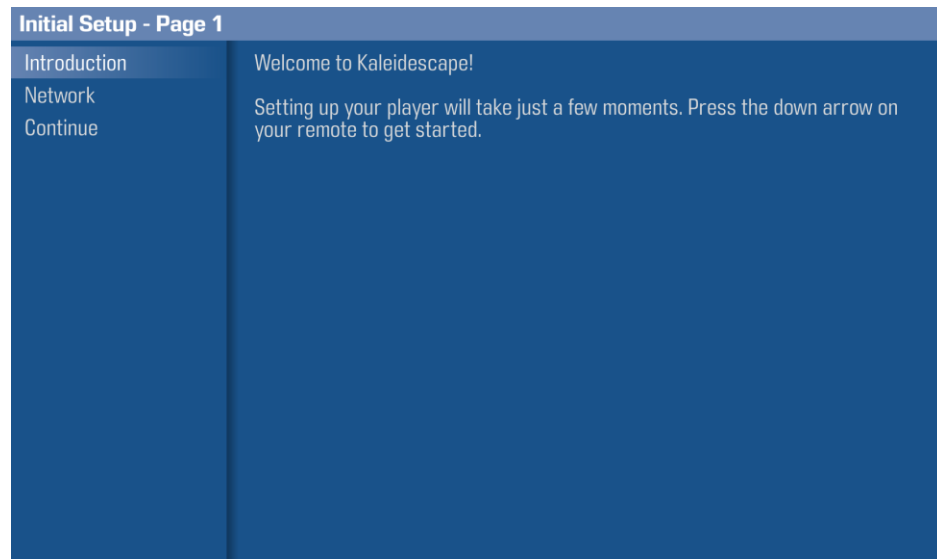 Initial Setup - Page 1
Introduction
Network
Continue
Welcome to Kaleidescape!
Setting up your player will take just a few moments. Press the down arrow on
your remote to get started.